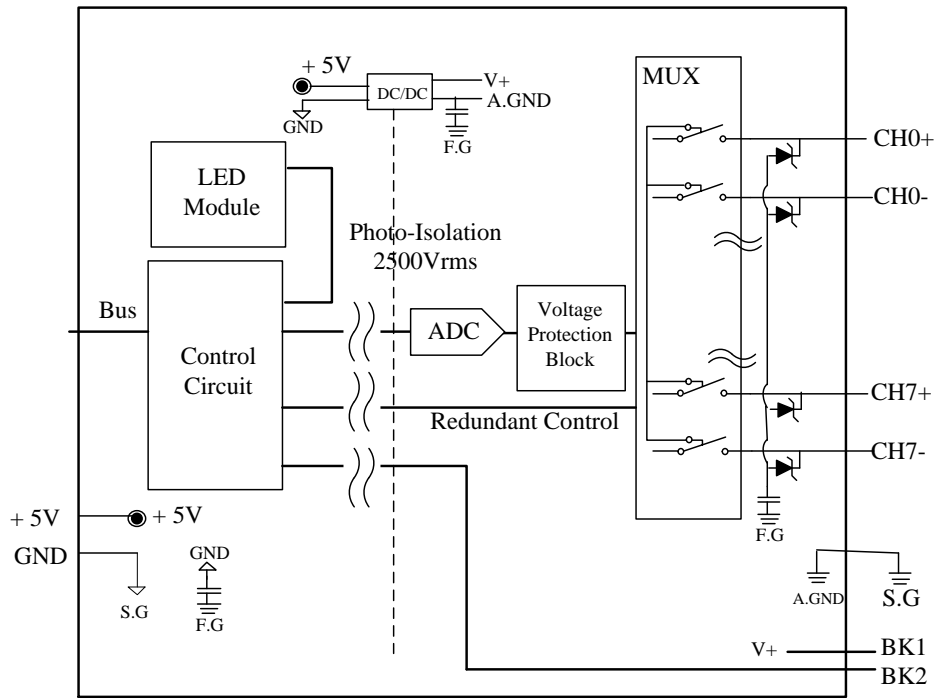 + 5V
V+
DC/DC
A.GND
GND
F.G
MUX
CH0+
CH0-
LED
Module
Photo-Isolation
2500Vrms
Bus
Control
Circuit
ADC
Voltage
Protection
Block
Redundant Control
CH7+
CH7-
F.G
+ 5V
+ 5V
GND
S.G
GND
F.G
A.GND
S.G
V+
BK1
BK2